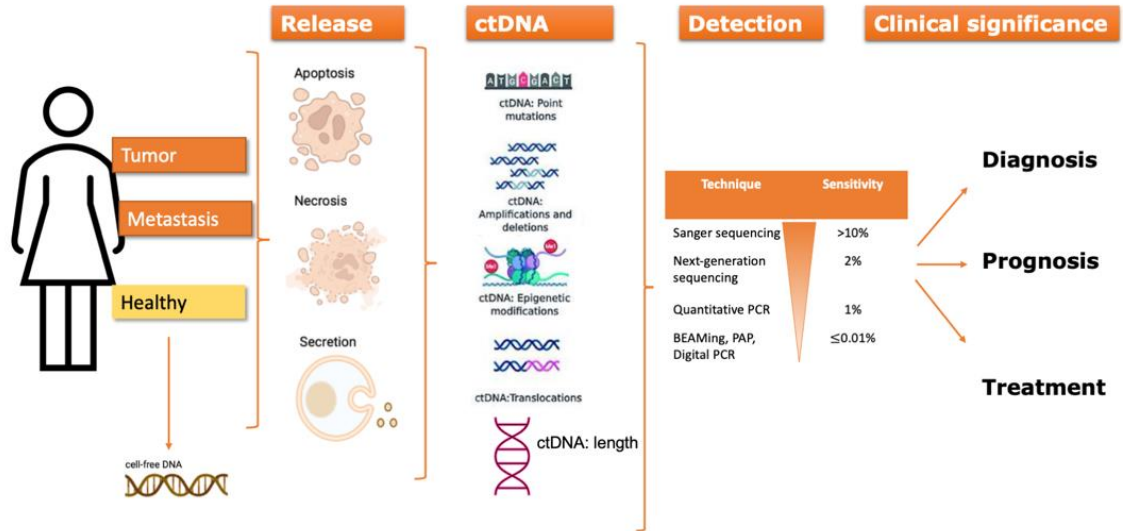 Release
ctDNA
Detection
Clinical significance
Tumor
Metastasis
Healthy
cell-free DNA
Apoptosis
Necrosis
Secretion
A T G C G A C T
ctDNA: Point
mutations
ctDNA:
Amplifications and
deletions
Me1
Me1
ctDNA: Epigenetic
modifications
ctDNA:Translocations
ctDNA: length
Technique Sensitivity
Sanger sequencing >10%
Next-generation 2%
sequencing
Quantitative PCR 1%
BEAMing, PAP, ≤0.01%
Digital PCR
Diagnosis
Prognosis
Treatment